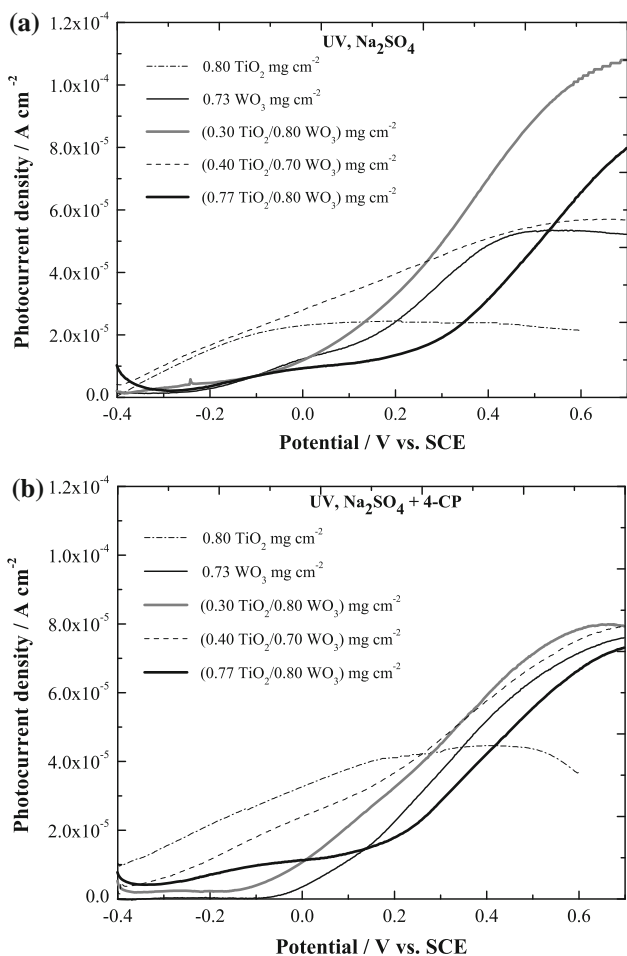 (a)
UV, Na₂SO₄
1.2x10⁻⁴
1.0x10⁻⁴
8.0x10⁻⁵
6.0x10⁻⁵
4.0x10⁻⁵
2.0x10⁻⁵
0.0
Photocurrent density / A cm⁻²
0.80 TiO₂ mg cm⁻²
0.73 WO₃ mg cm⁻²
(0.30 TiO₂/0.80 WO₃) mg cm⁻²
(0.40 TiO₂/0.70 WO₃) mg cm⁻²
(0.77 TiO₂/0.80 WO₃) mg cm⁻²
-0.4 -0.2 0.0 0.2 0.4 0.6
Potential / V vs. SCE
(b)
UV, Na₂SO₄ + 4-CP
1.2x10⁻⁴
1.0x10⁻⁴
8.0x10⁻⁵
6.0x10⁻⁵
4.0x10⁻⁵
2.0x10⁻⁵
0.0
Photocurrent density / A cm⁻²
0.80 TiO₂ mg cm⁻²
0.73 WO₃ mg cm⁻²
(0.30 TiO₂/0.80 WO₃) mg cm⁻²
(0.40 TiO₂/0.70 WO₃) mg cm⁻²
(0.77 TiO₂/0.80 WO₃) mg cm⁻²
-0.4 -0.2 0.0 0.2 0.4 0.6
Potential / V vs. SCE